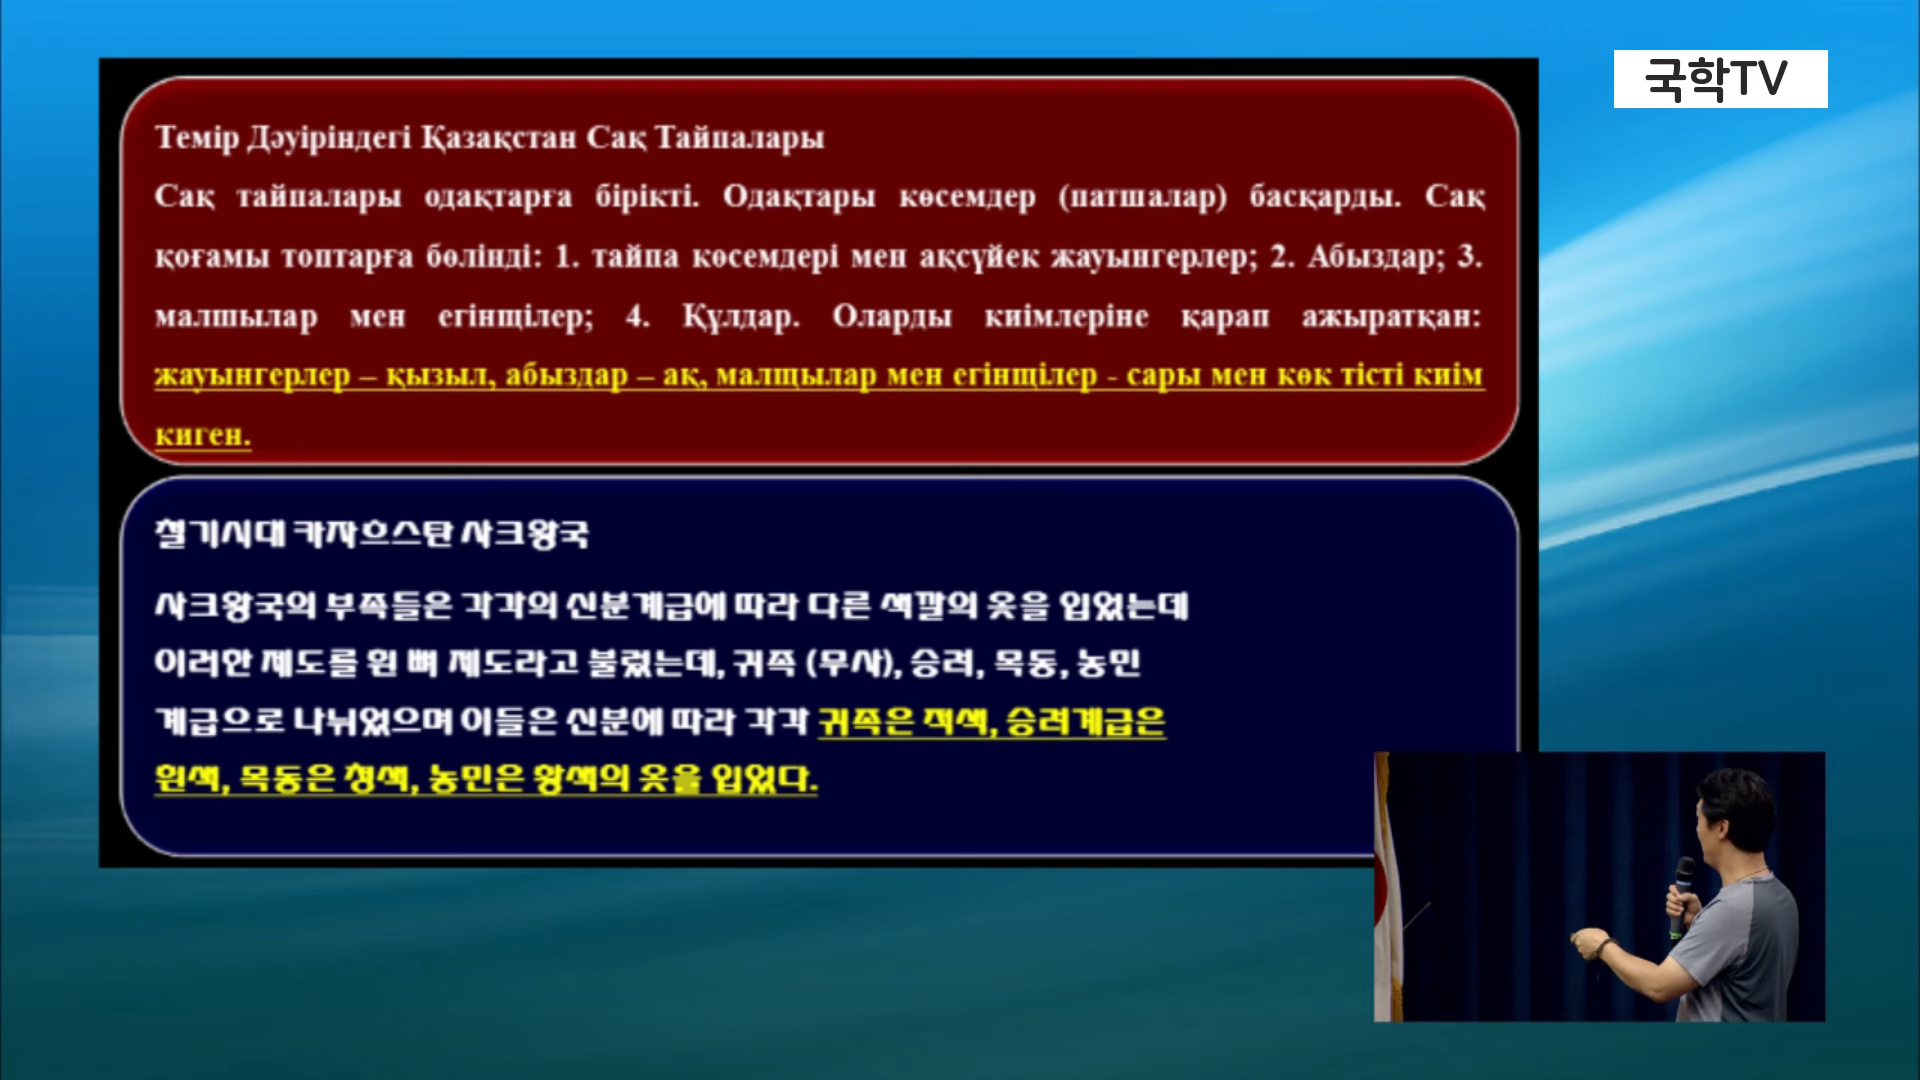 국학TV
Темір Дәуіріндегі Қазақстан Сақ Тайпалары
Сақ тайпалары одақтарға бірікті. Одақтары көсемдер (патшалар) басқарды. Сақ
қоғамы топтарға бөлінді: 1. тайпа көсемдері мен ақсүйек жауынгерлер; 2. Абыздар; 3.
малшылар мен егінщілер; 4. Құлдар. Оларды киімлеріне қарап ажыратқан:
жауынгерлер – қызыл, абыздар – ақ, малщылар мен егінщілер - сары мен көк тісті киім
киген.
철기시대 카자흐스탄 사크왕국
사크왕국의 부족들은 각각의 신분계급에 따라 다른 색깔의 옷을 입었는데
이러한 제도를 흰 뼈 제도라고 불렀는데, 귀족 (무사), 승려, 목동, 농민
계급으로 나뉘었으며 이들은 신분에 따라 각각 귀족은 적색, 승려계급은
흰색, 목동은 청색, 농민은 황색의 옷을 입었다.